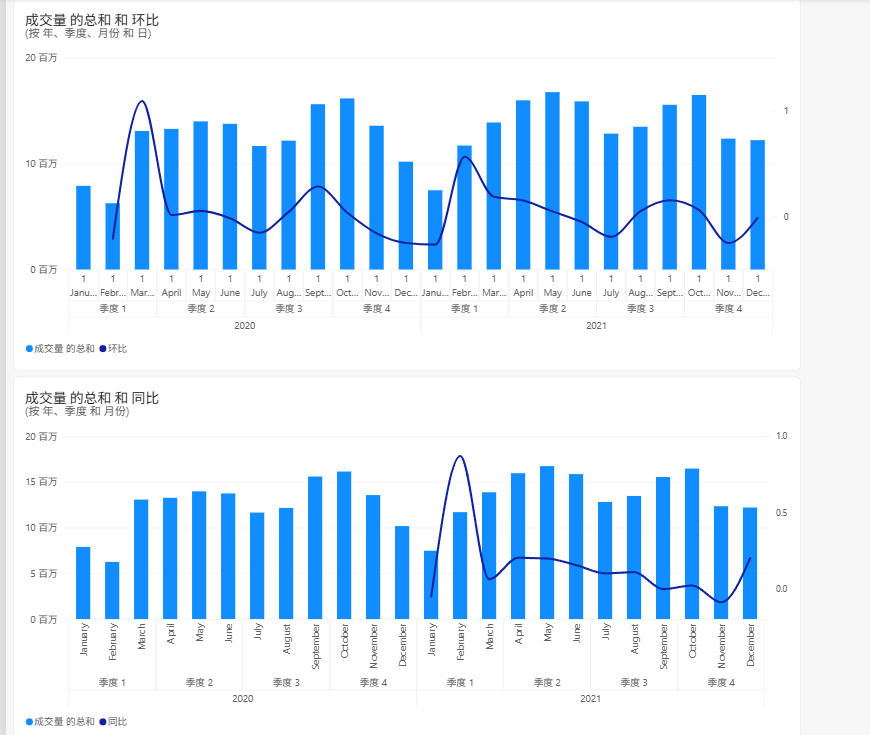 成交量 的总和 和 环比
(按 年、季度、月份 和 日)
20 百万
1
10 百万
0
0 百万
1 1 1 1 1 1 1 1 1 1 1 1 1 1 1 1 1 1 1 1 1 1 1 1
Janu... Febr... Mar... April May June July Aug... Sept... Oct... Nov... Dec... Janu... Febr... Mar... April May June July Aug... Sept... Oct... Nov... Dec...
季度 1 季度 2 季度 3 季度 4 季度 1 季度 2 季度 3 季度 4
2020 2021
成交量 的总和 环比
成交量 的总和 和 同比
(按 年、季度 和 月份)
20 百万 1.0
15 百万
0.5
10 百万
5 百万 0.0
0 百万
January February March April May June July August September October November December January February March April May June July August September October November December
季度 1 季度 2 季度 3 季度 4 季度 1 季度 2 季度 3 季度 4
2020 2021
成交量 的总和 同比